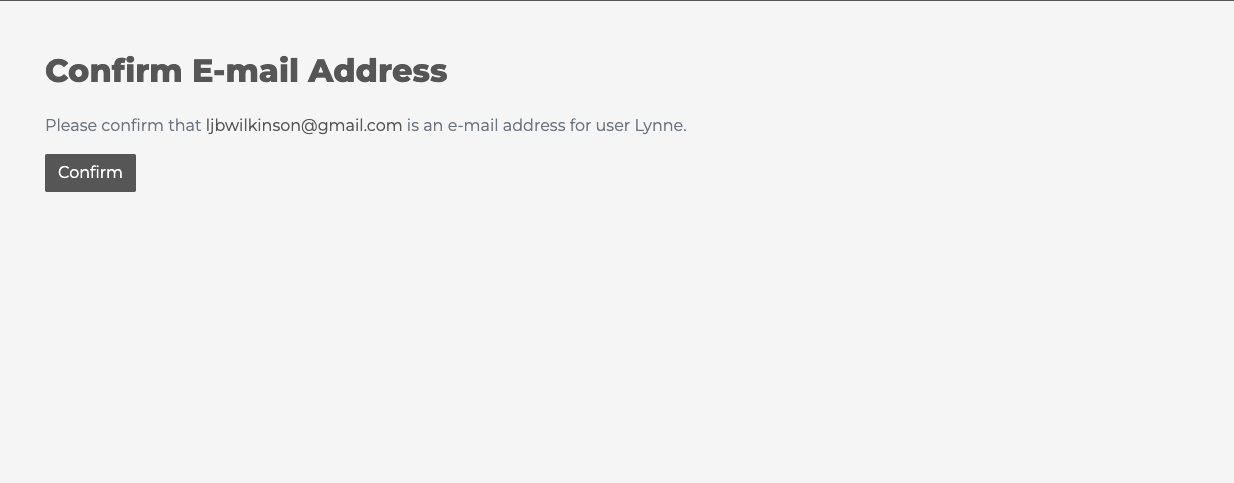 Confirm E-mail Address
Please confirm that ljbwilkinson@gmail.com is an e-mail address for user Lynne.
Confirm